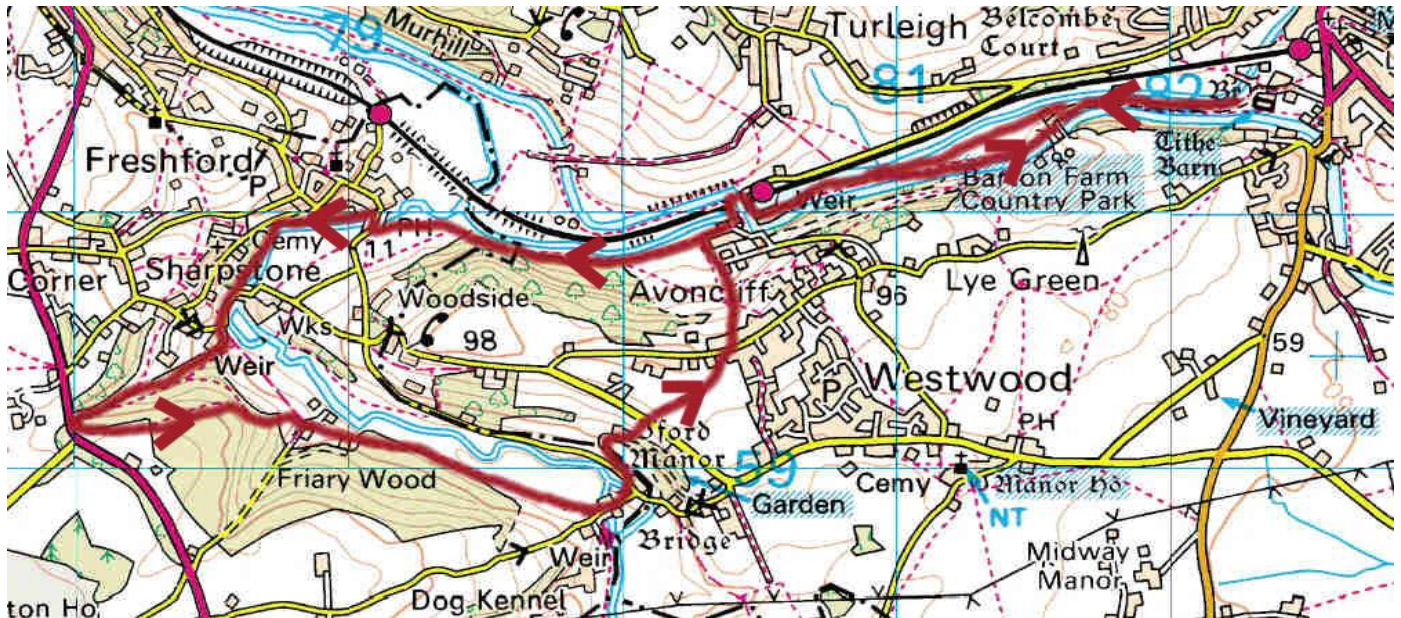 79
Murhill
Turleigh
Belcombe
Court
81
82
Br
Freshford
P
Tithe
Barn
Weir
Barton Farm
Country Park
PH
Cemy
11
Corner
Sharpstone
Woodside
Avoncliff
Lye Green
96
Wks
98
59
Weir
Westwood
P
Vineyard
PH
ford
Manor
59
Friary Wood
Garden
Cemy
Manor Ho
NT
Bridge
Weir
Midway
Manor
Dog Kennel
ton Ho